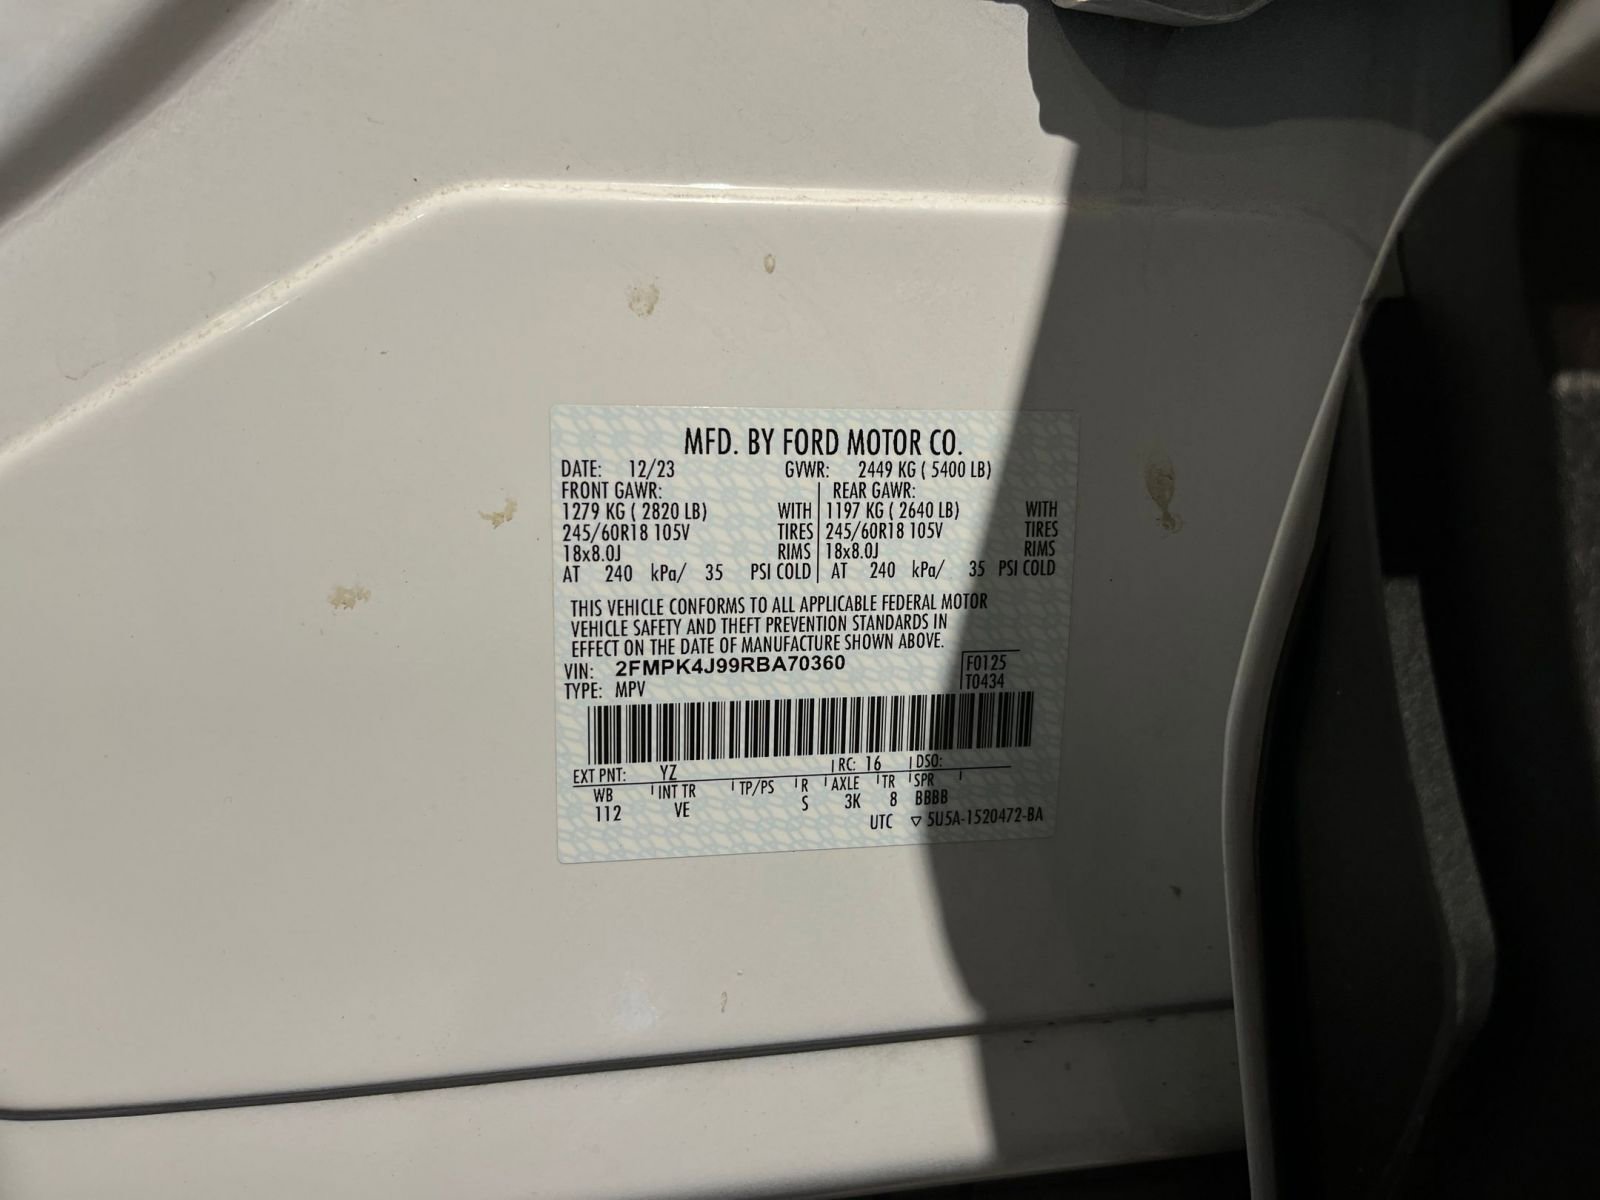 MFD. BY FORD MOTOR CO.
DATE: 12/23 GVWR: 2449 KG ( 5400 LB)
FRONT GAWR: REAR GAWR:
1279 KG ( 2820 LB) WITH 1197 KG ( 2640 LB) WITH
245/60R18 105V TIRES 245/60R18 105V TIRES
18x8.0J RIMS 18x8.0J RIMS
AT 240 kPa/ 35 PSI COLD AT 240 kPa/ 35 PSI COLD
THIS VEHICLE CONFORMS TO ALL APPLICABLE FEDERAL MOTOR
VEHICLE SAFETY AND THEFT PREVENTION STANDARDS IN
EFFECT ON THE DATE OF MANUFACTURE SHOWN ABOVE.
VIN: 2FMPK4J99RBA70360 F0125
TYPE: MPV T0434
EXT PNT: YZ RC: 16 DSO:
WB INT TR TP/PS R AXLE TR SPR
112 VE S 3K 8 BBBB
UTC ▽ 5U5A-1520472-BA